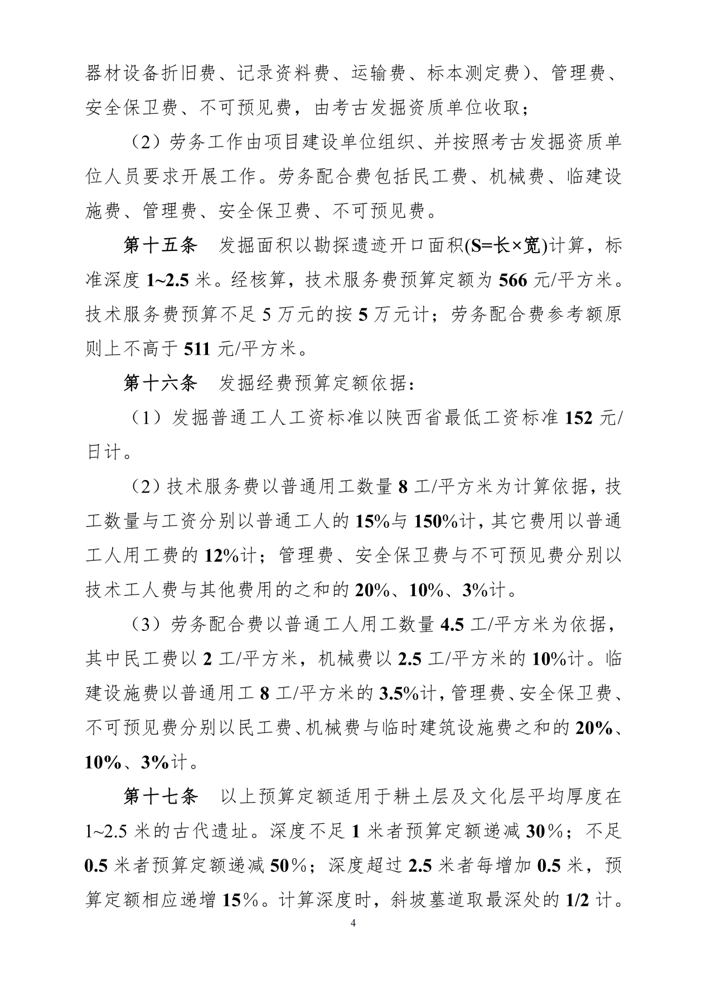 器材设备折旧费、记录资料费、运输费、标本测定费)、管理费、
安全保卫费、不可预见费，由考古发掘资质单位收取；
（2）劳务工作由项目建设单位组织、并按照考古发掘资质单
位人员要求开展工作。劳务配合费包括民工费、机械费、临建设
施费、管理费、安全保卫费、不可预见费。
第十五条　发掘面积以勘探遗迹开口面积(S=长×宽)计算，标
准深度 1~2.5 米。经核算，技术服务费预算定额为 566 元/平方米。
技术服务费预算不足 5 万元的按 5 万元计；劳务配合费参考额原
则上不高于 511 元/平方米。
第十六条　发掘经费预算定额依据：
（1）发掘普通工人工资标准以陕西省最低工资标准 152 元/
日计。
（2）技术服务费以普通用工数量 8 工/平方米为计算依据，技
工数量与工资分别以普通工人的 15%与 150%计，其它费用以普通
工人用工费的 12%计；管理费、安全保卫费与不可预见费分别以
技术工人费与其他费用的之和的 20%、10%、3%计。
（3）劳务配合费以普通工人用工数量 4.5 工/平方米为依据，
其中民工费以 2 工/平方米，机械费以 2.5 工/平方米的 10%计。临
建设施费以普通用工 8 工/平方米的 3.5%计，管理费、安全保卫费、
不可预见费分别以民工费、机械费与临时建筑设施费之和的 20%、
10%、3%计。
第十七条　以上预算定额适用于耕土层及文化层平均厚度在
1~2.5 米的古代遗址。深度不足 1 米者预算定额递减 30%；不足
0.5 米者预算定额递减 50%；深度超过 2.5 米者每增加 0.5 米，预
算定额相应递增 15%。计算深度时，斜坡墓道取最深处的 1/2 计。
4